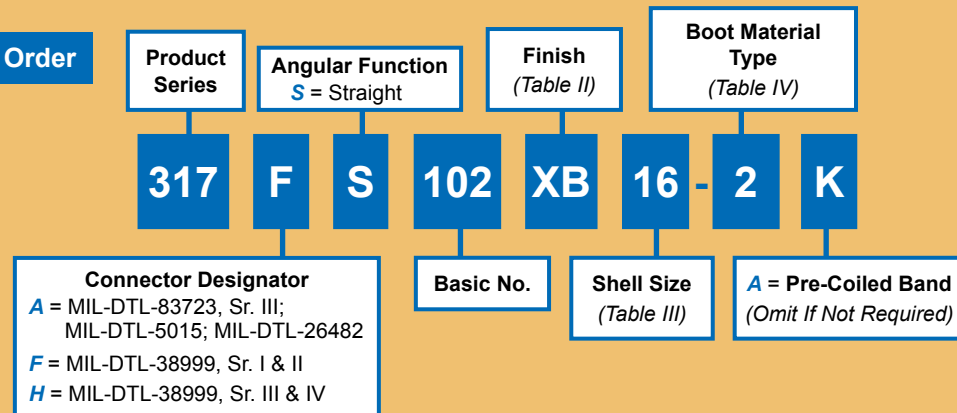 Order
Product
Series
Angular Function
S = Straight
Finish
(Table II)
Boot Material
Type
(Table IV)
317 F S 102 XB 16 - 2 K
Connector Designator
A = MIL-DTL-83723, Sr. III;
MIL-DTL-5015; MIL-DTL-26482
F = MIL-DTL-38999, Sr. I & II
H = MIL-DTL-38999, Sr. III & IV
Basic No.
Shell Size
(Table III)
A = Pre-Coiled Band
(Omit If Not Required)